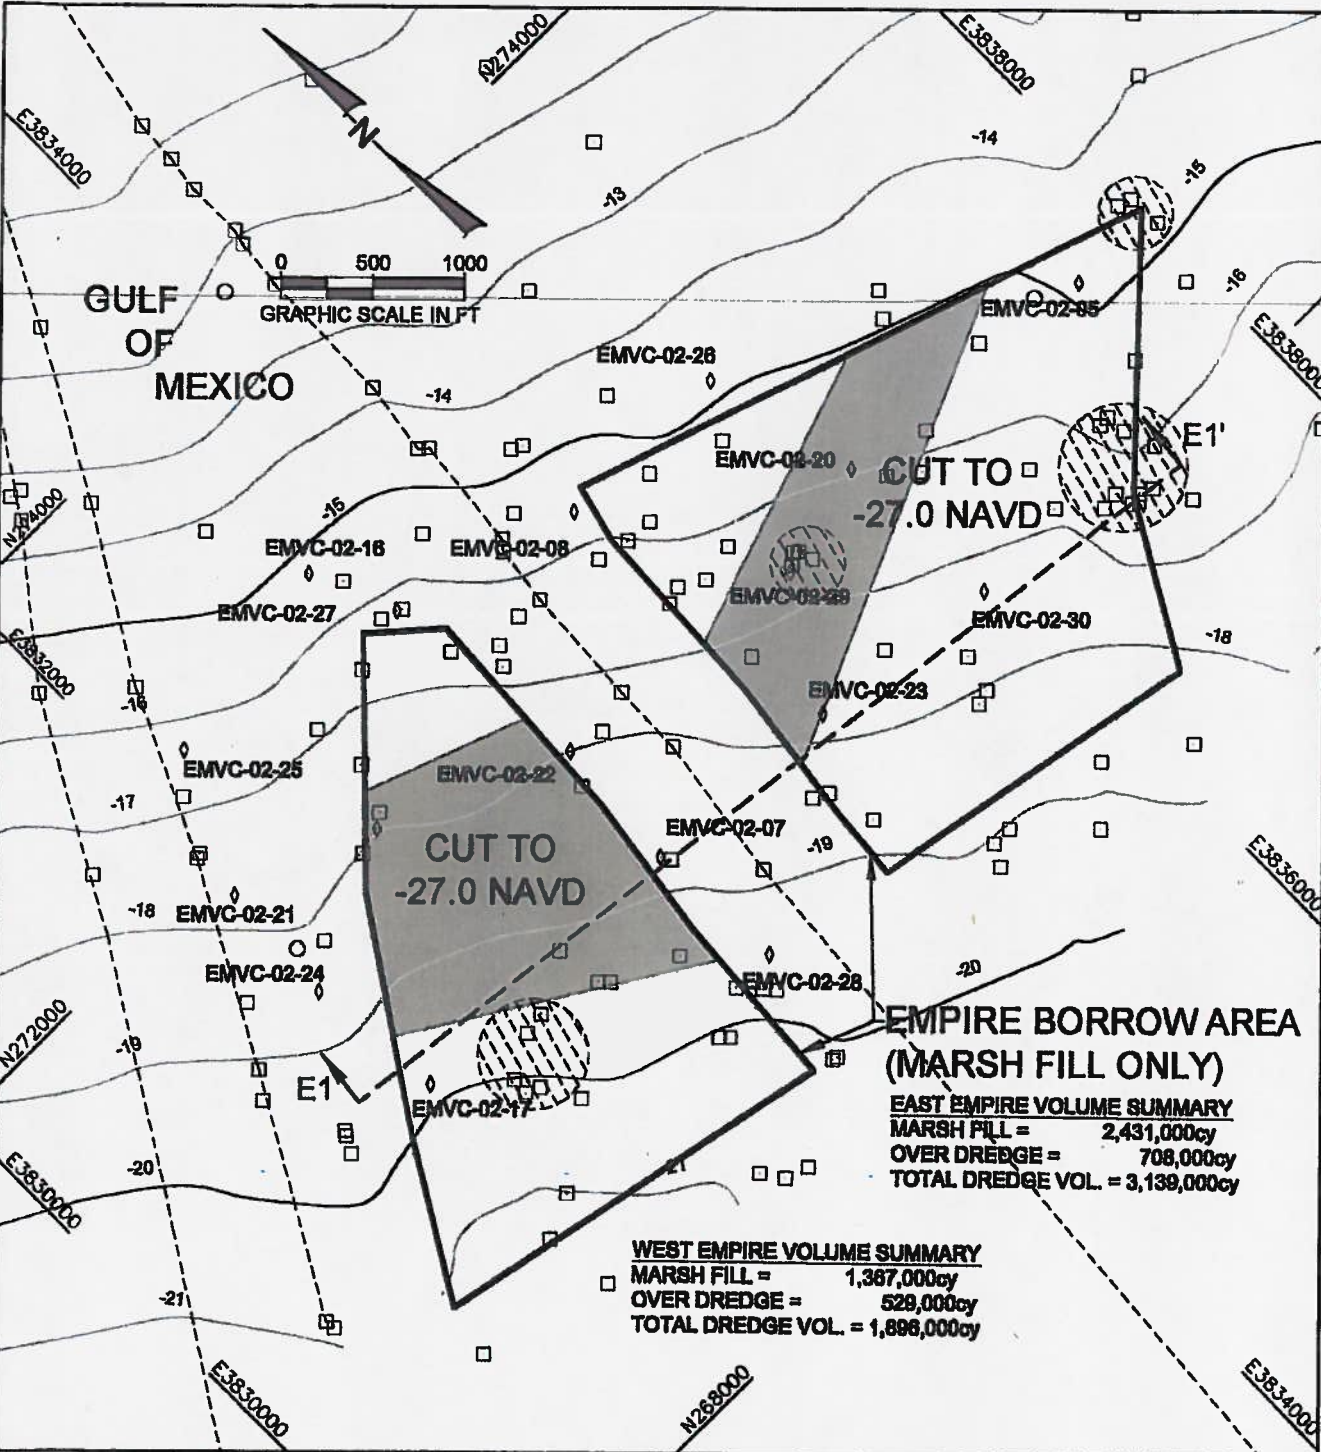 N274000
E3838000
E3834000
N
-14
-15
-13
0 500 1000
GRAPHIC SCALE IN FT
GULF
OF
MEXICO
-16
EMVC-02-26
E3838000
-14
E1'
EMVC-02-20
CUT TO
-27.0 NAVD
N274000
-15
EMVC-02-16
EMVC-02-08
EMVC-02-27
EMVC-02-29
EMVC-02-30
-18
E3832000
EMVC-02-23
-16
EMVC-02-25
EMVC-02-22
-17
EMVC-02-07
CUT TO
-27.0 NAVD
-19
E3836000
-18
EMVC-02-21
EMVC-02-24
EMVC-02-28
-20
N272000
-19
EMPIRE BORROW AREA
(MARSH FILL ONLY)
E1
EMVC-02-17
EAST EMPIRE VOLUME SUMMARY
MARSH FILL = 2,431,000cy
OVER DREDGE = 708,000cy
TOTAL DREDGE VOL. = 3,139,000cy
-20
-21
E3830000
WEST EMPIRE VOLUME SUMMARY
MARSH FILL = 1,367,000cy
OVER DREDGE = 529,000cy
TOTAL DREDGE VOL. = 1,896,000cy
-21
E3830000
N268000
E3834000